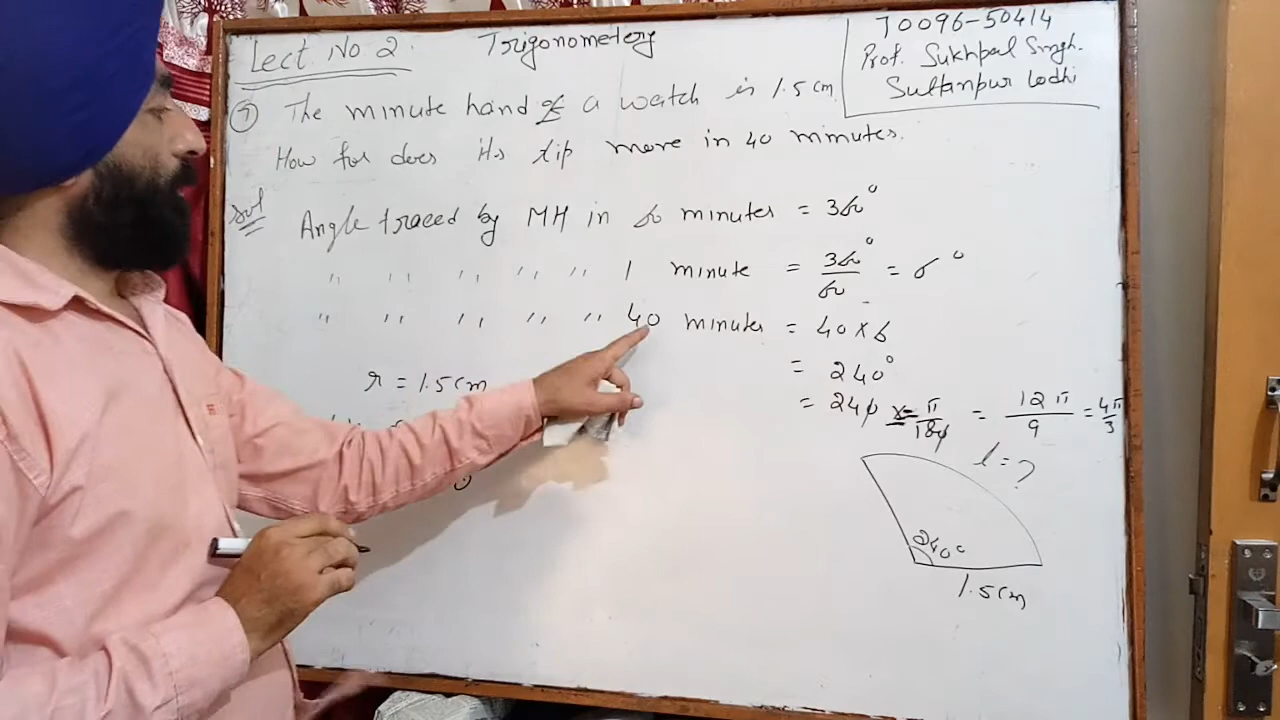 Lect. No 2. Trigonometery
70096-50414
Prof. Sukhpal Singh.
Sultanpur Lodhi
7 The minute hand of a watch is 1.5 cm
How far does its tip move in 40 minutes.
Sol Angle traced by MH in 60 minutes = 360°
" " " " " 1 minute = 360°/60 = 6°
" " " " " 40 minutes = 40 x 6
= 240°
r = 1.5 cm
= 240 x π/180 = 12π/9 = 4π/3
l = ?
240°
1.5 cm